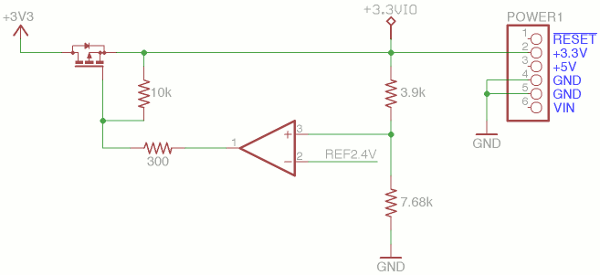 +3V3
+3.3VIO
POWER1
1 RESET
2 +3.3V
3 +5V
4 GND
5 GND
6 VIN
10k
3.9k
300
1
3
2
REF2.4V
GND
7.68k
GND